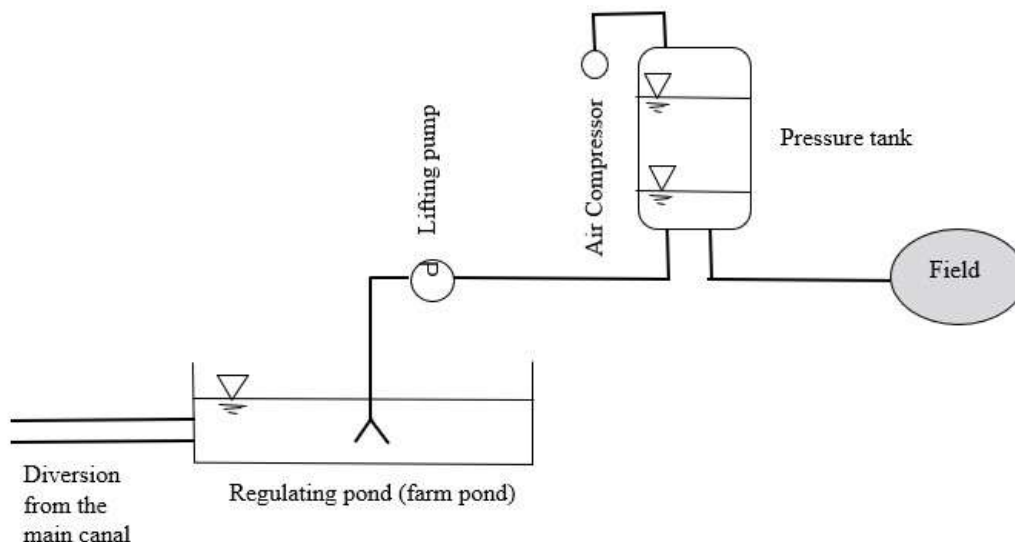 Lifting pump
P
Air Compressor
Pressure tank
Field
Diversion
from the
main canal
Regulating pond (farm pond)